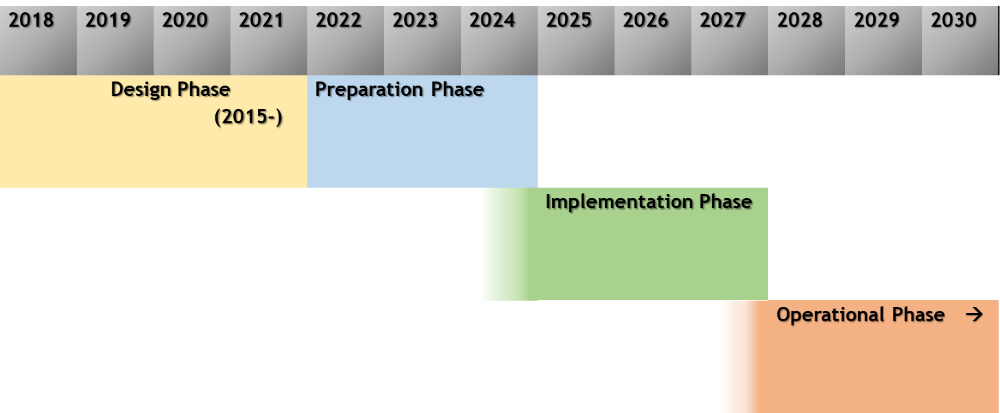 2018 2019 2020 2021 2022 2023 2024 2025 2026 2027 2028 2029 2030
Design Phase
(2015-)
Preparation Phase
Implementation Phase
Operational Phase →